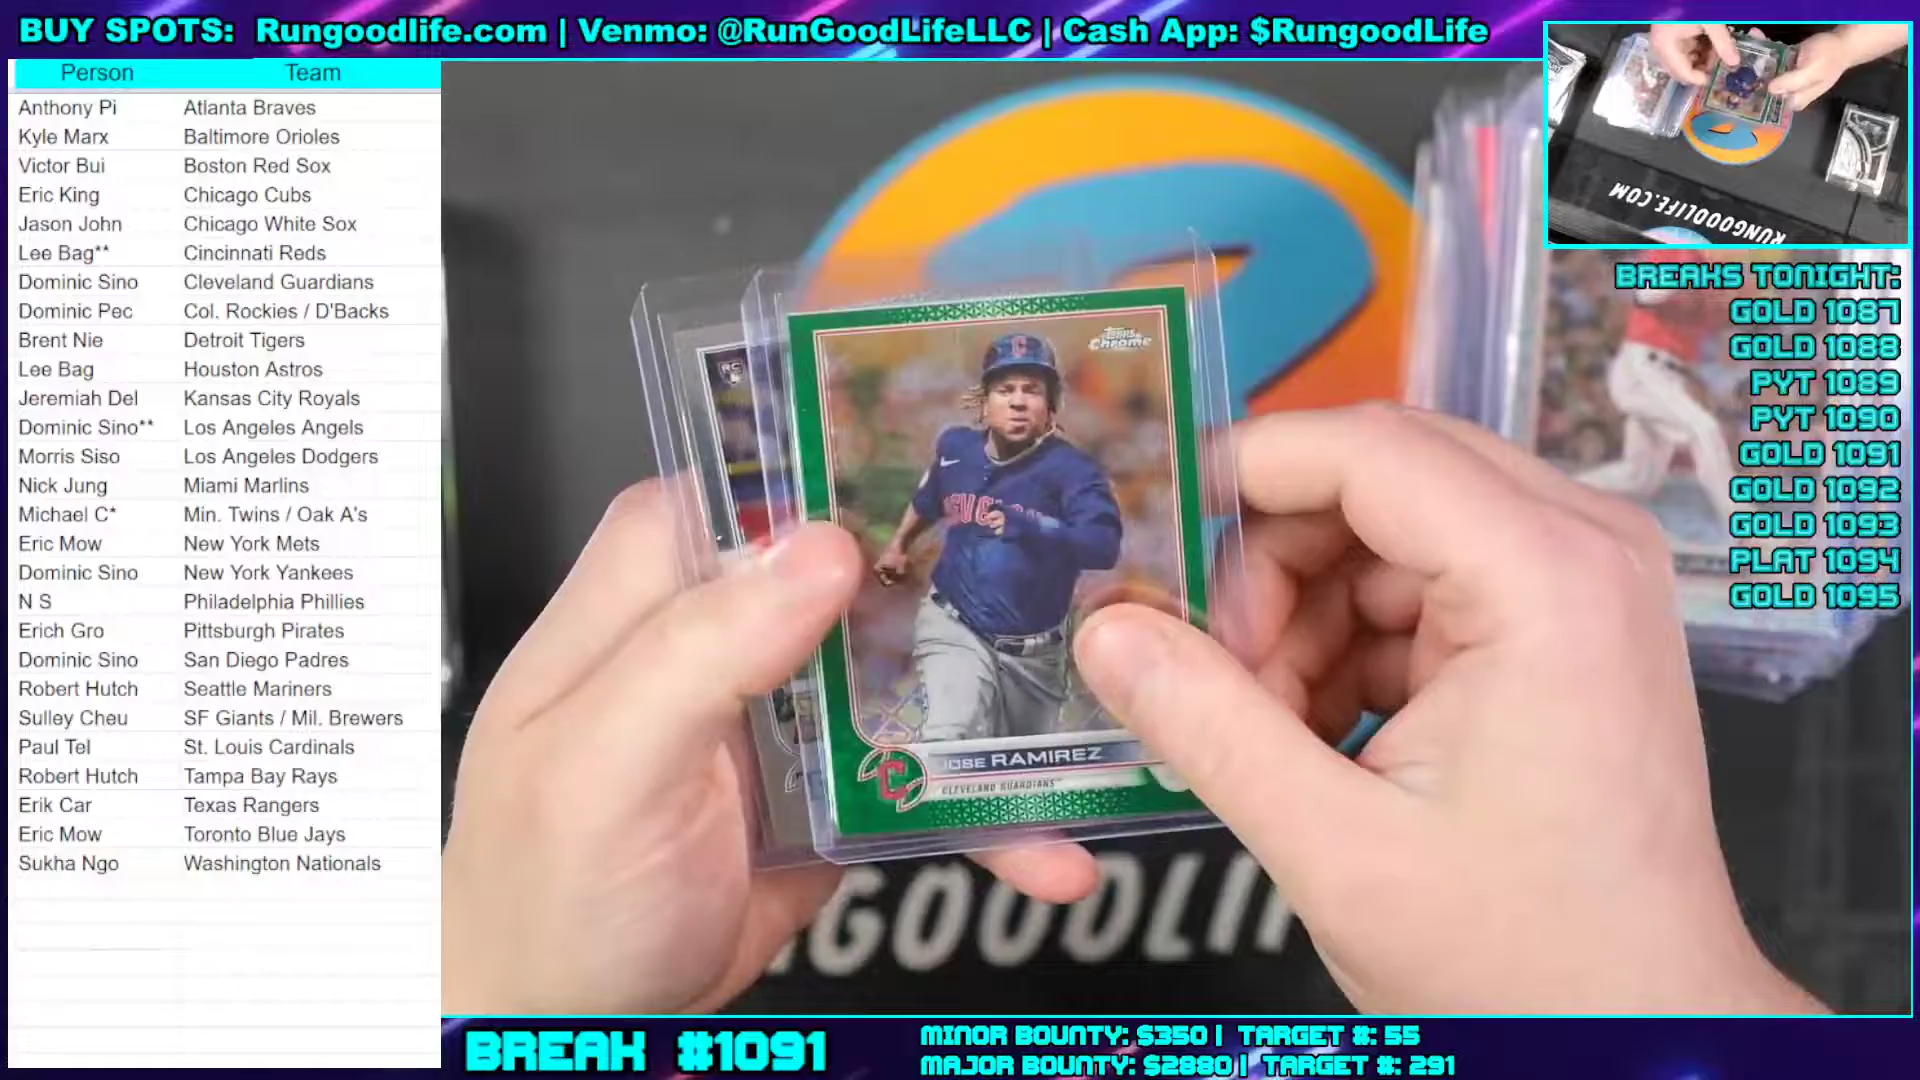 BUY SPOTS: Rungoodlife.com | Venmo: @RunGoodLifeLLC | Cash App: $RungoodLife
Person Team
Anthony Pi Atlanta Braves
Kyle Marx Baltimore Orioles
Victor Bui Boston Red Sox
Eric King Chicago Cubs
Jason John Chicago White Sox
Lee Bag** Cincinnati Reds
Dominic Sino Cleveland Guardians
Dominic Pec Col. Rockies / D'Backs
Brent Nie Detroit Tigers
Lee Bag Houston Astros
Jeremiah Del Kansas City Royals
Dominic Sino** Los Angeles Angels
Morris Siso Los Angeles Dodgers
Nick Jung Miami Marlins
Michael C* Min. Twins / Oak A's
Eric Mow New York Mets
Dominic Sino New York Yankees
N S Philadelphia Phillies
Erich Gro Pittsburgh Pirates
Dominic Sino San Diego Padres
Robert Hutch Seattle Mariners
Sulley Cheu SF Giants / Mil. Brewers
Paul Tel St. Louis Cardinals
Robert Hutch Tampa Bay Rays
Erik Car Texas Rangers
Eric Mow Toronto Blue Jays
Sukha Ngo Washington Nationals
RC
Topps
Chrome
C
JOSE RAMIREZ
C
CLEVELAND GUARDIANS
RUNGOODLIFE.COM
BREAKS TONIGHT:
GOLD 1087
GOLD 1088
PYT 1089
PYT 1090
GOLD 1091
GOLD 1092
GOLD 1093
PLAT 1094
GOLD 1095
BREAK #1091
MINOR BOUNTY: $350 | TARGET #: 55
MAJOR BOUNTY: $2880 | TARGET #: 291